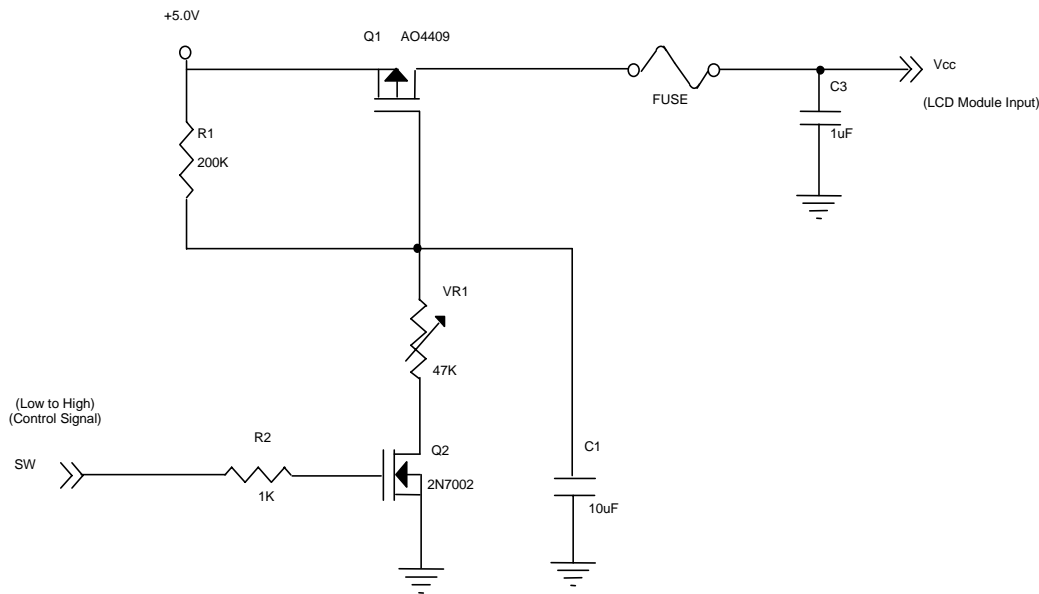 +5.0V
Q1 AO4409
Vcc
FUSE
C3
(LCD Module Input)
R1
1uF
200K
VR1
47K
(Low to High)
(Control Signal)
R2
Q2
C1
SW
2N7002
1K
10uF